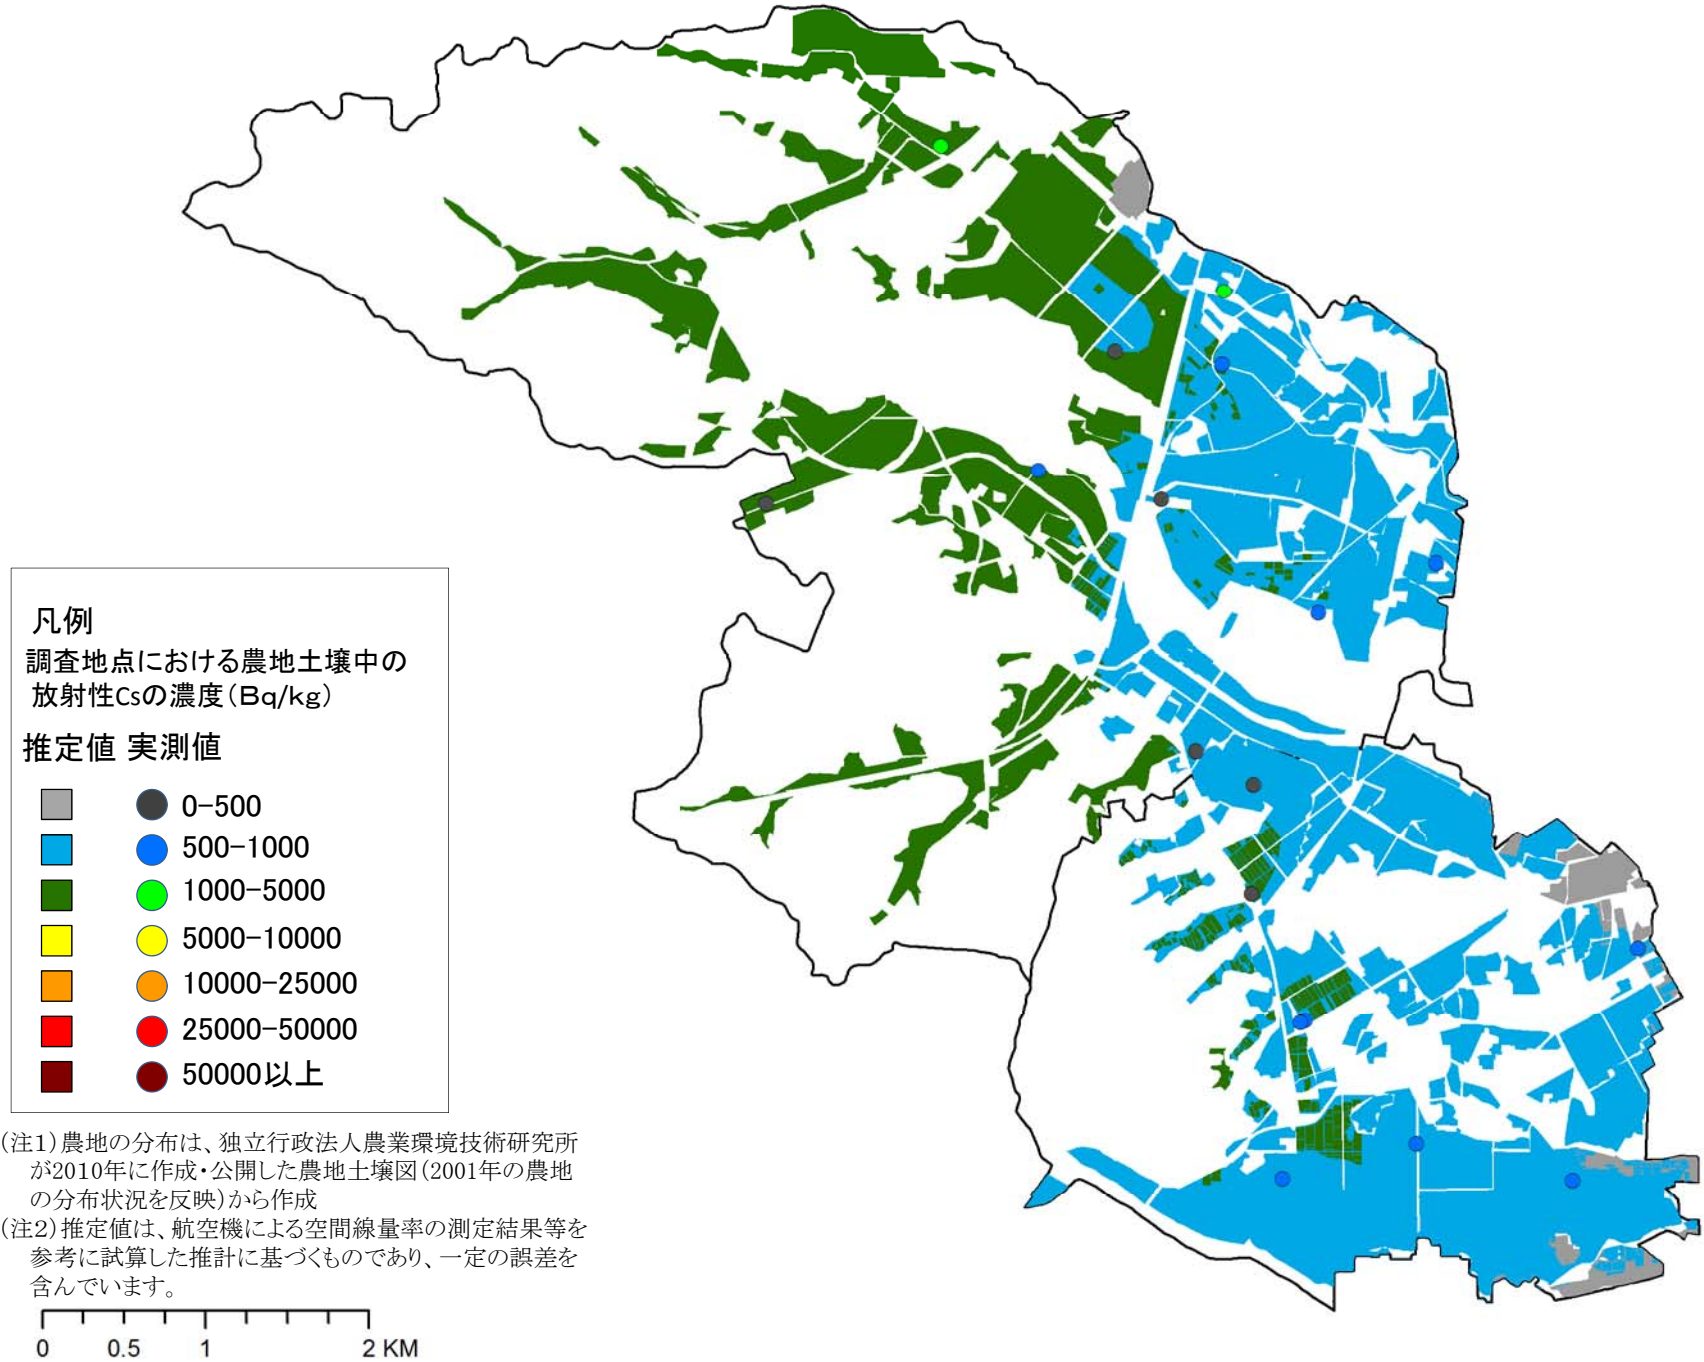 凡例
調査地点における農地土壌中の
放射性Csの濃度（Bq/kg）
推定値 実測値
0−500
500−1000
1000−5000
5000−10000
10000−25000
25000−50000
50000以上
（注1）農地の分布は、独立行政法人農業環境技術研究所
が2010年に作成・公開した農地土壌図（2001年の農地
の分布状況を反映）から作成
（注2）推定値は、航空機による空間線量率の測定結果等を
参考に試算した推計に基づくものであり、一定の誤差を
含んでいます。
0 0.5 1 2 KM